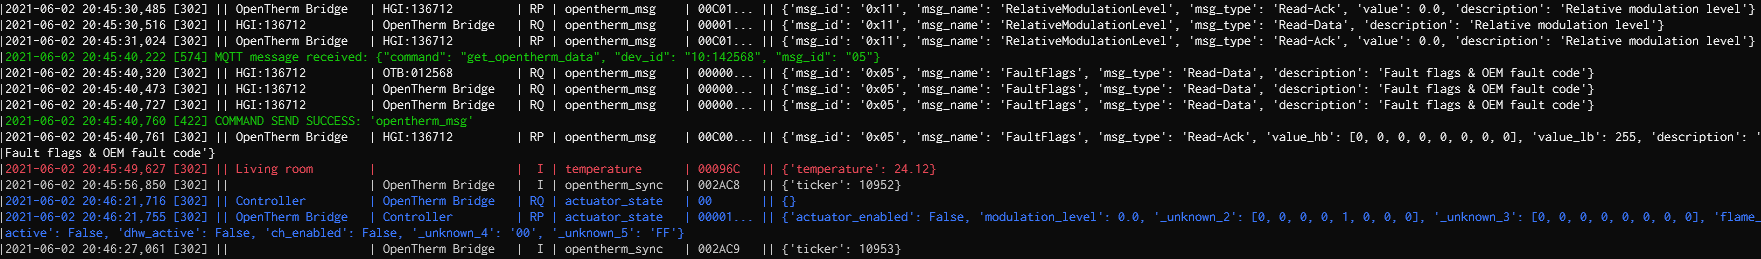 |2021-06-02 20:45:30,485 [302] || OpenTherm Bridge | HGI:136712 | RP | opentherm_msg | 00C01... || {'msg_id': '0x11', 'msg_name': 'RelativeModulationLevel', 'msg_type': 'Read-Ack', 'value': 0.0, 'description': 'Relative modulation level'}
|2021-06-02 20:45:30,516 [302] || HGI:136712 | OpenTherm Bridge | RQ | opentherm_msg | 00001... || {'msg_id': '0x11', 'msg_name': 'RelativeModulationLevel', 'msg_type': 'Read-Data', 'description': 'Relative modulation level'}
|2021-06-02 20:45:31,024 [302] || OpenTherm Bridge | HGI:136712 | RP | opentherm_msg | 00C01... || {'msg_id': '0x11', 'msg_name': 'RelativeModulationLevel', 'msg_type': 'Read-Ack', 'value': 0.0, 'description': 'Relative modulation level'}
|2021-06-02 20:45:40,222 [574] MQTT message received: {"command": "get_opentherm_data", "dev_id": "10:142568", "msg_id": "05"}
|2021-06-02 20:45:40,320 [302] || HGI:136712 | OTB:012568 | RQ | opentherm_msg | 00000... || {'msg_id': '0x05', 'msg_name': 'FaultFlags', 'msg_type': 'Read-Data', 'description': 'Fault flags & OEM fault code'}
|2021-06-02 20:45:40,473 [302] || HGI:136712 | OpenTherm Bridge | RQ | opentherm_msg | 00000... || {'msg_id': '0x05', 'msg_name': 'FaultFlags', 'msg_type': 'Read-Data', 'description': 'Fault flags & OEM fault code'}
|2021-06-02 20:45:40,727 [302] || HGI:136712 | OpenTherm Bridge | RQ | opentherm_msg | 00000... || {'msg_id': '0x05', 'msg_name': 'FaultFlags', 'msg_type': 'Read-Data', 'description': 'Fault flags & OEM fault code'}
|2021-06-02 20:45:40,760 [422] COMMAND SEND SUCCESS: 'opentherm_msg'
|2021-06-02 20:45:40,761 [302] || OpenTherm Bridge | HGI:136712 | RP | opentherm_msg | 00C00... || {'msg_id': '0x05', 'msg_name': 'FaultFlags', 'msg_type': 'Read-Ack', 'value_hb': [0, 0, 0, 0, 0, 0, 0, 0], 'value_lb': 255, 'description': '
|Fault flags & OEM fault code'}
|2021-06-02 20:45:49,627 [302] || Living room | | I | temperature | 00096C || {'temperature': 24.12}
|2021-06-02 20:45:56,850 [302] || | OpenTherm Bridge | I | opentherm_sync | 002AC8 || {'ticker': 10952}
|2021-06-02 20:46:21,716 [302] || Controller | OpenTherm Bridge | RQ | actuator_state | 00 || {}
|2021-06-02 20:46:21,755 [302] || OpenTherm Bridge | Controller | RP | actuator_state | 00001... || {'actuator_enabled': False, 'modulation_level': 0.0, '_unknown_2': [0, 0, 0, 0, 1, 0, 0, 0], '_unknown_3': [0, 0, 0, 0, 0, 0, 0, 0], 'flame_
|active': False, 'dhw_active': False, 'ch_enabled': False, '_unknown_4': '00', '_unknown_5': 'FF'}
|2021-06-02 20:46:27,061 [302] || | OpenTherm Bridge | I | opentherm_sync | 002AC9 || {'ticker': 10953}